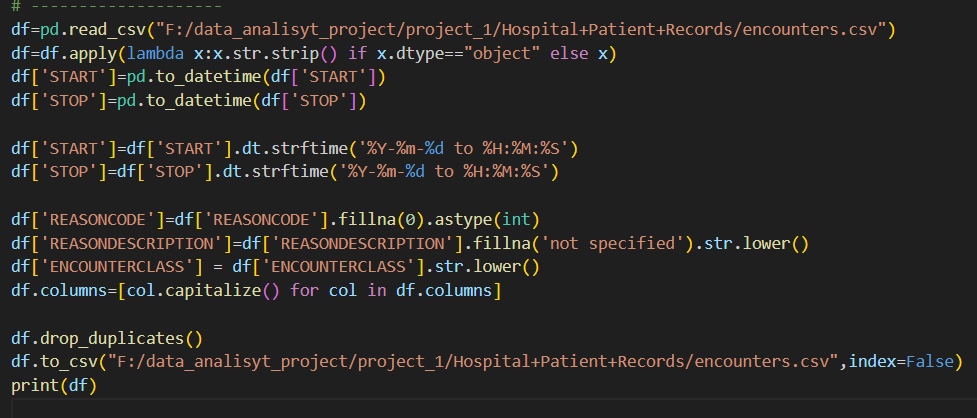 # --------------------
df=pd.read_csv("F:/data_analisyt_project/project_1/Hospital+Patient+Records/encounters.csv")
df=df.apply(lambda x:x.str.strip() if x.dtype=="object" else x)
df['START']=pd.to_datetime(df['START'])
df['STOP']=pd.to_datetime(df['STOP'])

df['START']=df['START'].dt.strftime('%Y-%m-%d to %H:%M:%S')
df['STOP']=df['STOP'].dt.strftime('%Y-%m-%d to %H:%M:%S')

df['REASONCODE']=df['REASONCODE'].fillna(0).astype(int)
df['REASONDESCRIPTION']=df['REASONDESCRIPTION'].fillna('not specified').str.lower()
df['ENCOUNTERCLASS'] = df['ENCOUNTERCLASS'].str.lower()
df.columns=[col.capitalize() for col in df.columns]

df.drop_duplicates()
df.to_csv("F:/data_analisyt_project/project_1/Hospital+Patient+Records/encounters.csv",index=False)
print(df)